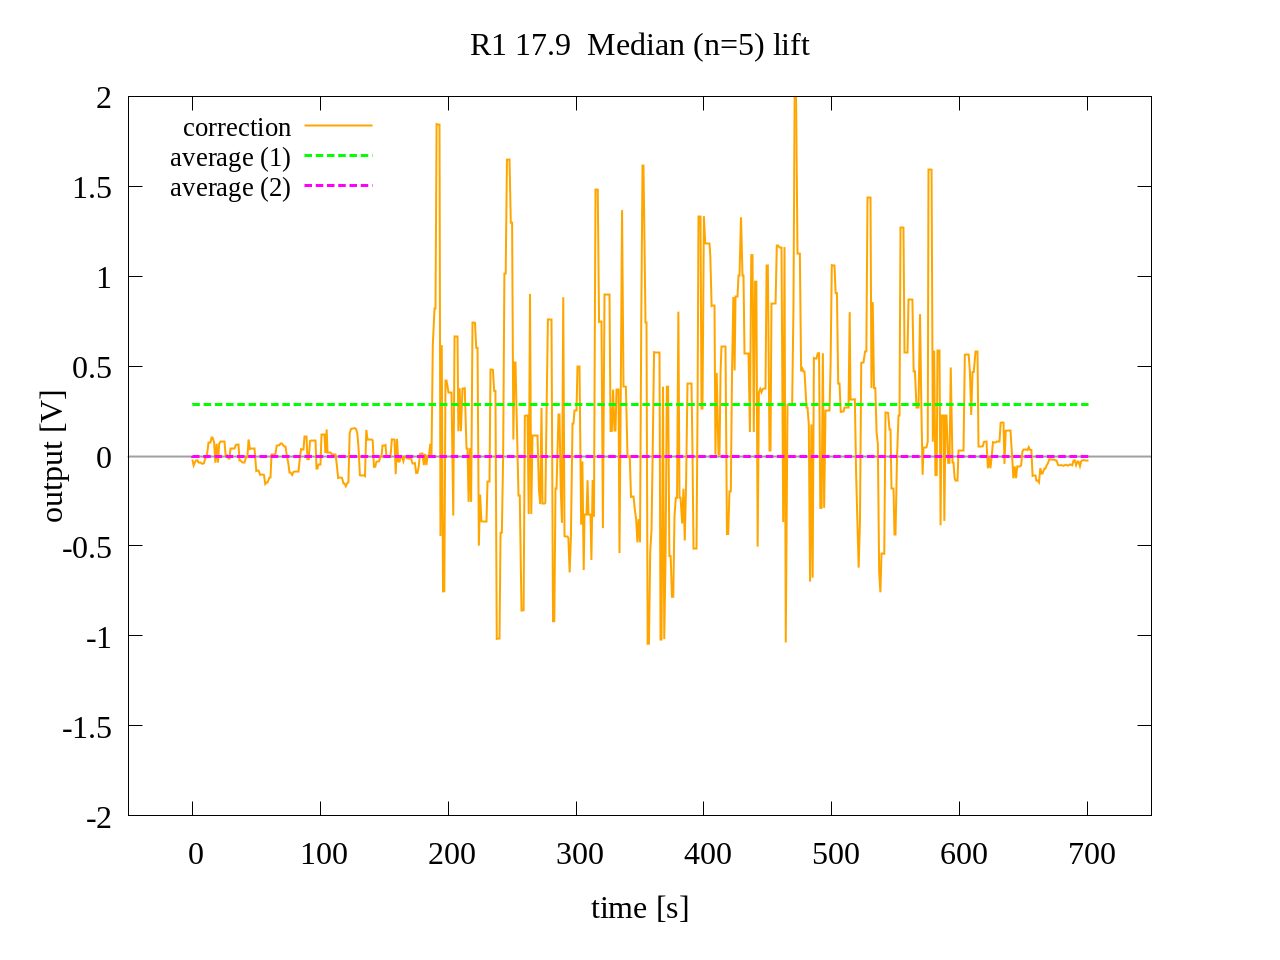 R1 17.9  Median (n=5) lift
correction
average (1)
average (2)
2
1.5
1
0.5
0
-0.5
-1
-1.5
-2
output [V]
0 100 200 300 400 500 600 700
time [s]